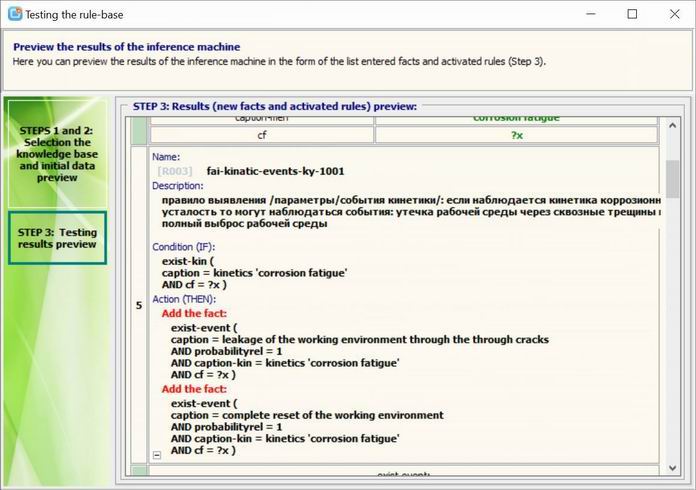 Testing the rule-base
Preview the results of the inference machine
Here you can preview the results of the inference machine in the form of the list entered facts and activated rules (Step 3).
STEPS 1 and 2:
Selection the
knowledge base
and initial data
preview
STEP 3: Testing
results preview
STEP 3: Results (new facts and activated rules) preview:
caption-men
corrosion fatigue
cf
?x
5
Name:
[R003] fai-kinatic-events-ky-1001
Description:
правило выявления /параметры/события кинетики/: если наблюдается кинетика коррозионн
усталость то могут наблюдаться события: утечка рабочей среды через сквозные трещины
полный выброс рабочей среды
Condition (IF):
exist-kin (
caption = kinetics 'corrosion fatigue'
AND cf = ?x )
Action (THEN):
Add the fact:
exist-event (
caption = leakage of the working environment through the through cracks
AND probabilityrel = 1
AND caption-kin = kinetics 'corrosion fatigue'
AND cf = ?x )
Add the fact:
exist-event (
caption = complete reset of the working environment
AND probabilityrel = 1
AND caption-kin = kinetics 'corrosion fatigue'
AND cf = ?x )